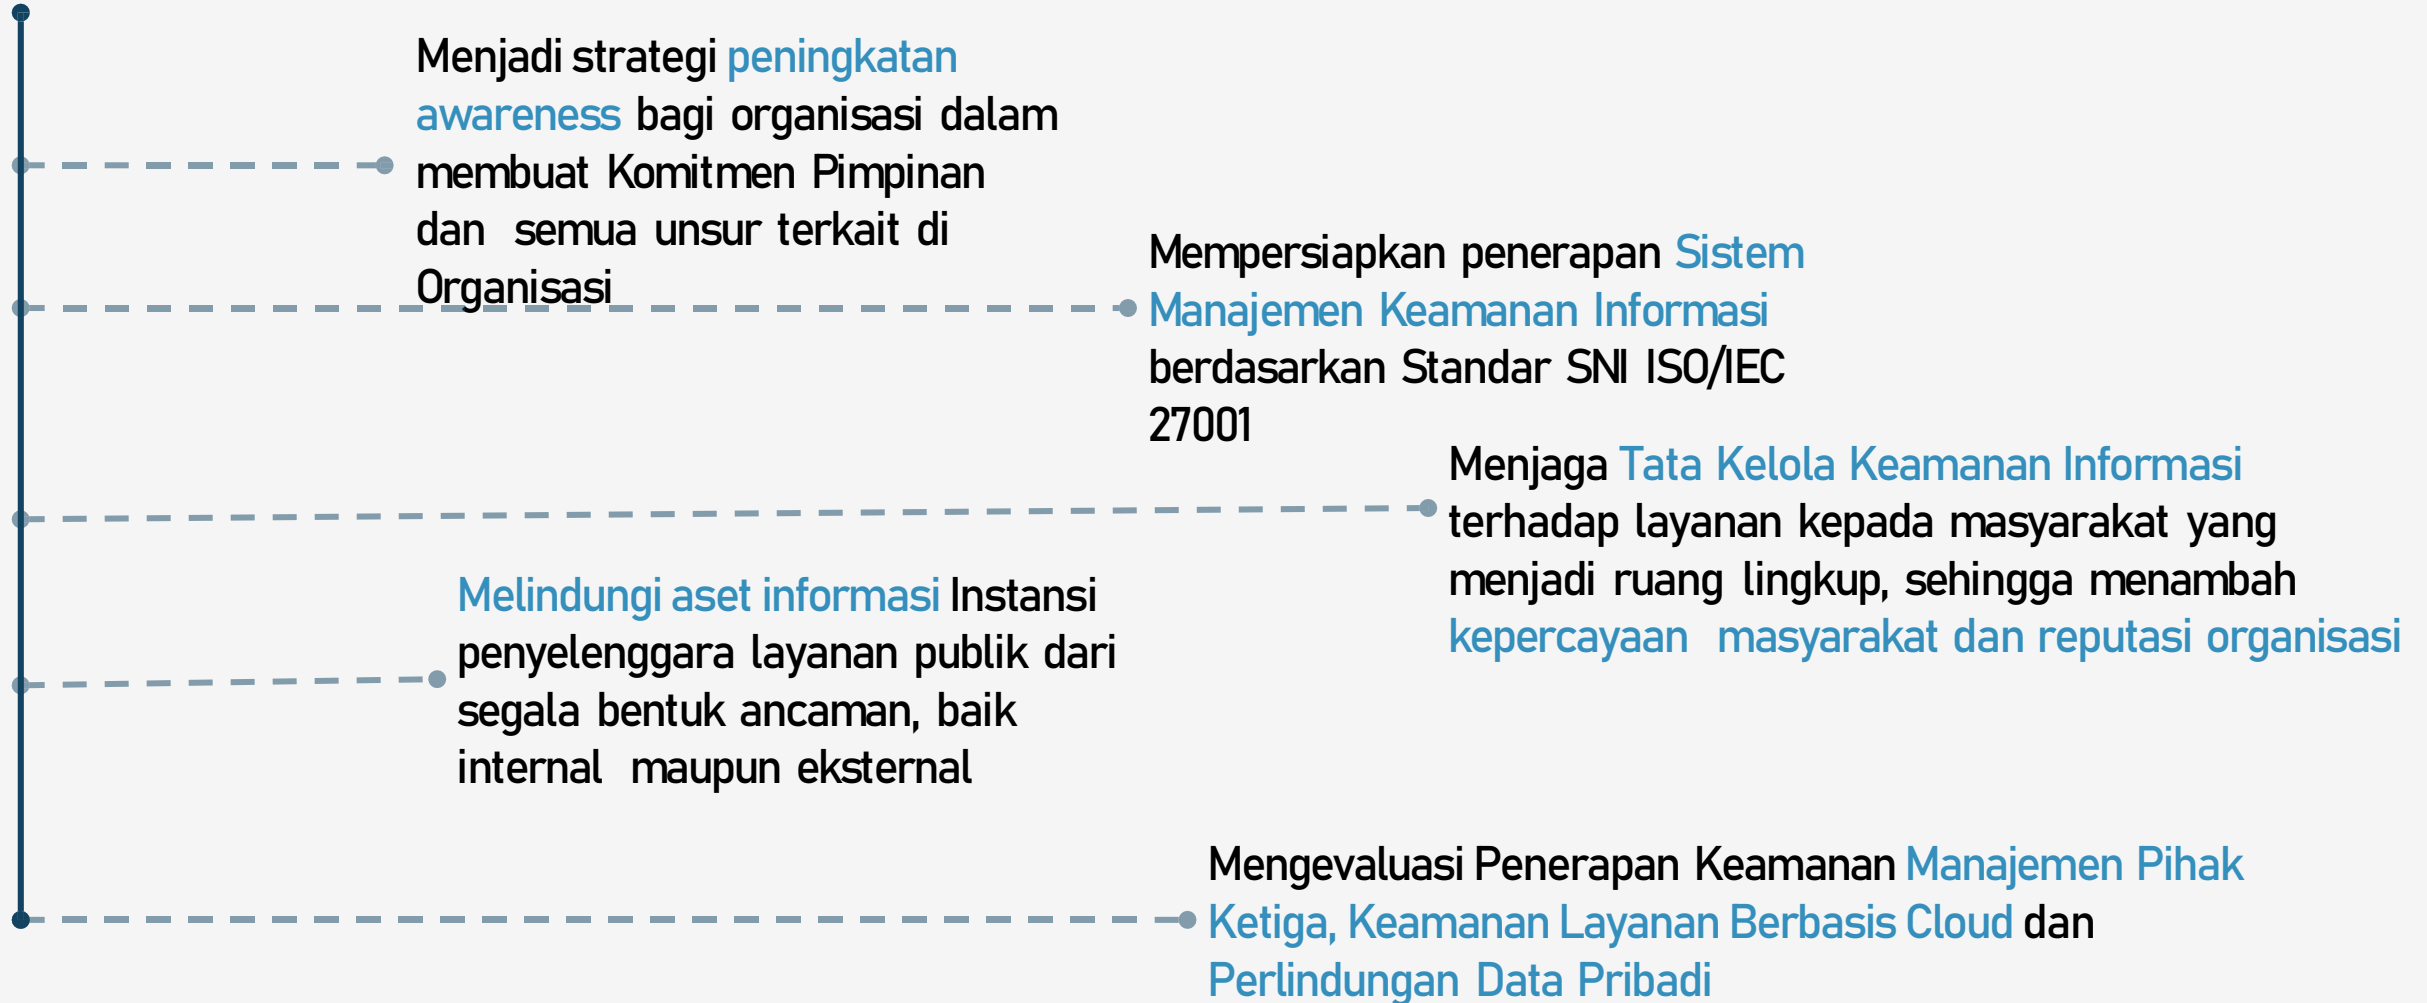 Menjadi strategi peningkatan
awareness bagi organisasi dalam
membuat Komitmen Pimpinan
dan semua unsur terkait di
Organisasi
Mempersiapkan penerapan Sistem
Manajemen Keamanan Informasi
berdasarkan Standar SNI ISO/IEC
27001
Menjaga Tata Kelola Keamanan Informasi
terhadap layanan kepada masyarakat yang
menjadi ruang lingkup, sehingga menambah
kepercayaan masyarakat dan reputasi organisasi
Melindungi aset informasi Instansi
penyelenggara layanan publik dari
segala bentuk ancaman, baik
internal maupun eksternal
Mengevaluasi Penerapan Keamanan Manajemen Pihak
Ketiga, Keamanan Layanan Berbasis Cloud dan
Perlindungan Data Pribadi